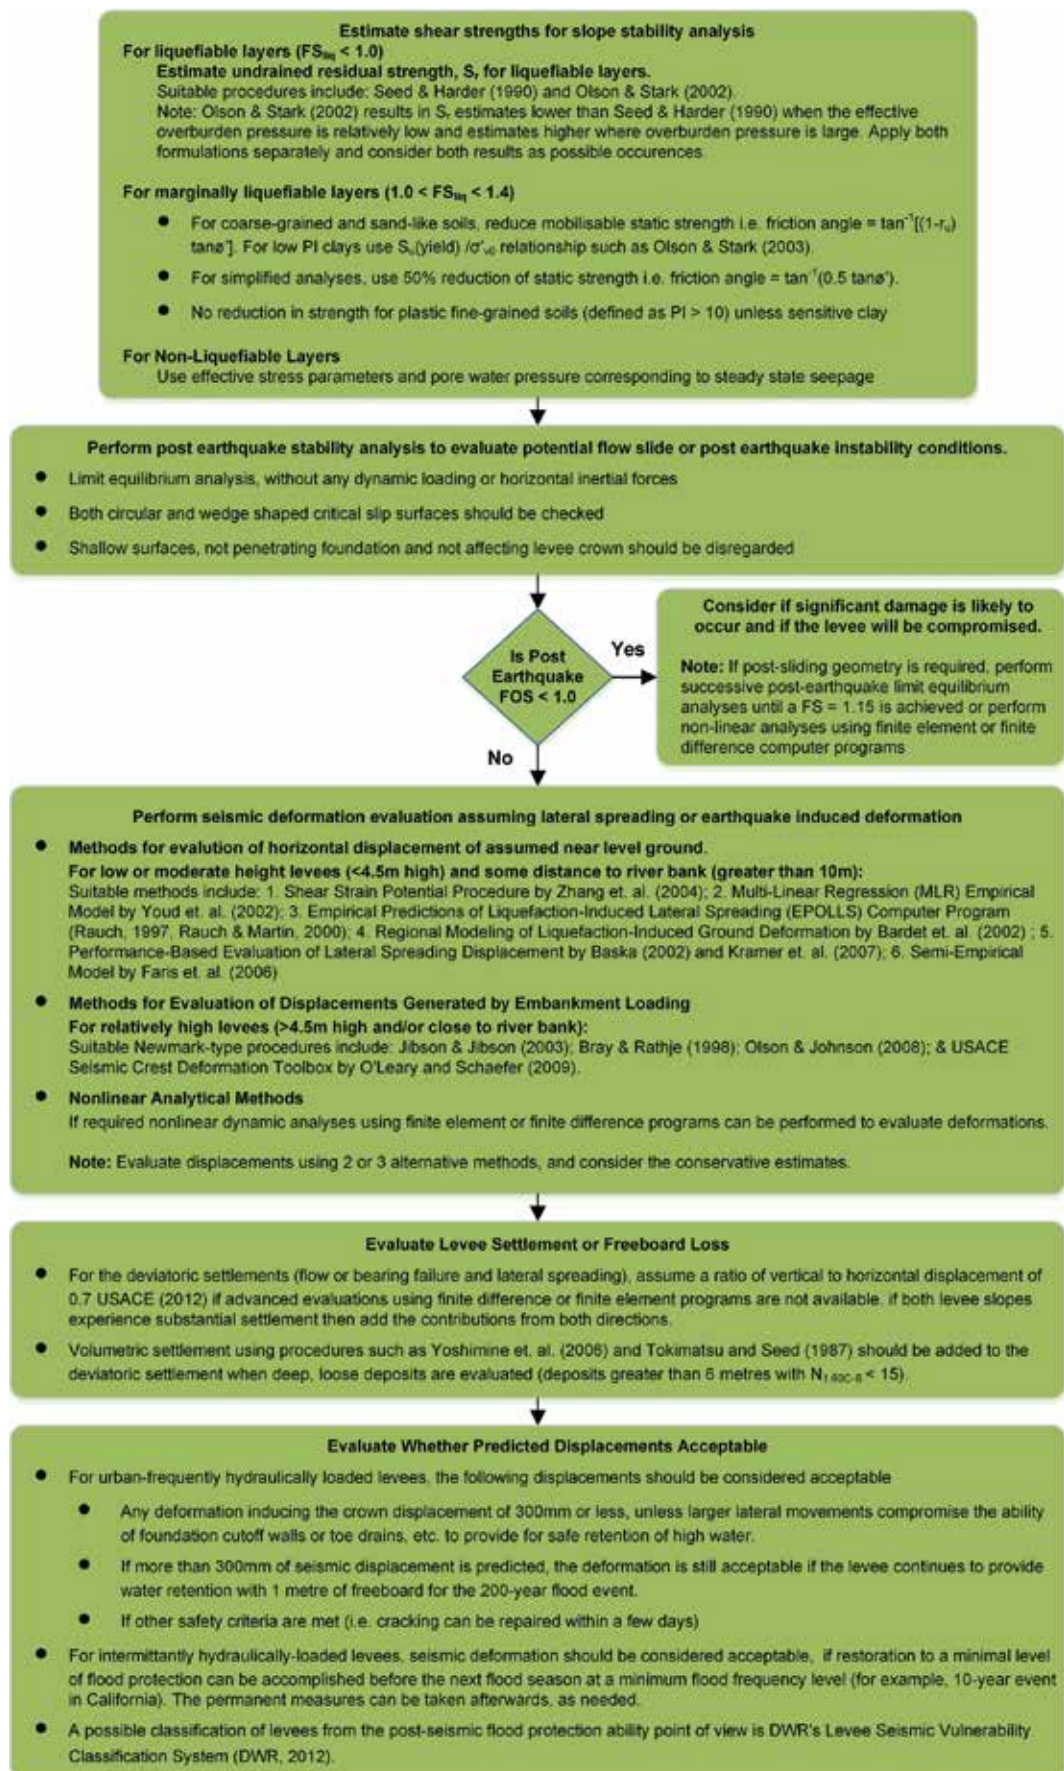 Estimate shear strengths for slope stability analysis
For liquefiable layers (FSliq < 1.0)
Estimate undrained residual strength, Sr for liquefiable layers.
Suitable procedures include: Seed & Harder (1990) and Olson & Stark (2002).
Note: Olson & Stark (2002) results in Sr estimates lower than Seed & Harder (1990) when the effective
overburden pressure is relatively low and estimates higher where overburden pressure is large. Apply both
formulations separately and consider both results as possible occurences.
For marginally liquefiable layers (1.0 < FSliq < 1.4)
● For coarse-grained and sand-like soils, reduce mobilisable static strength i.e. friction angle = tan⁻¹[(1-ru)
tanø']. For low PI clays use Su(yield) /σ'v0 relationship such as Olson & Stark (2003).
● For simplified analyses, use 50% reduction of static strength i.e. friction angle = tan⁻¹(0.5 tanø').
● No reduction in strength for plastic fine-grained soils (defined as PI > 10) unless sensitive clay
For Non-Liquefiable Layers
Use effective stress parameters and pore water pressure corresponding to steady state seepage
Perform post earthquake stability analysis to evaluate potential flow slide or post earthquake instability conditions.
● Limit equilibrium analysis, without any dynamic loading or horizontal inertial forces
● Both circular and wedge shaped critical slip surfaces should be checked
● Shallow surfaces, not penetrating foundation and not affecting levee crown should be disregarded
Is Post
Earthquake
FOS < 1.0
Yes
Consider if significant damage is likely to
occur and if the levee will be compromised.
Note: If post-sliding geometry is required, perform
successive post-earthquake limit equilibrium
analyses until a FS = 1.15 is achieved or perform
non-linear analyses using finite element or finite
difference computer programs
No
Perform seismic deformation evaluation assuming lateral spreading or earthquake induced deformation
● Methods for evalution of horizontal displacement of assumed near level ground.
For low or moderate height levees (<4.5m high) and some distance to river bank (greater than 10m):
Suitable methods include: 1. Shear Strain Potential Procedure by Zhang et. al. (2004); 2. Multi-Linear Regression (MLR) Empirical
Model by Youd et. al. (2002); 3. Empirical Predictions of Liquefaction-Induced Lateral Spreading (EPOLLS) Computer Program
(Rauch, 1997, Rauch & Martin, 2000); 4. Regional Modeling of Liquefaction-Induced Ground Deformation by Bardet et. al. (2002) ; 5.
Performance-Based Evaluation of Lateral Spreading Displacement by Baska (2002) and Kramer et. al. (2007); 6. Semi-Empirical
Model by Faris et. al. (2006)
● Methods for Evaluation of Displacements Generated by Embankment Loading
For relatively high levees (>4.5m high and/or close to river bank):
Suitable Newmark-type procedures include: Jibson & Jibson (2003); Bray & Rathje (1998); Olson & Johnson (2008); & USACE
Seismic Crest Deformation Toolbox by O'Leary and Schaefer (2009).
● Nonlinear Analytical Methods
If required nonlinear dynamic analyses using finite element or finite difference programs can be performed to evaluate deformations.
Note: Evaluate displacements using 2 or 3 alternative methods, and consider the conservative estimates.
Evaluate Levee Settlement or Freeboard Loss
● For the deviatoric settlements (flow or bearing failure and lateral spreading), assume a ratio of vertical to horizontal displacement of
0.7 USACE (2012) if advanced evaluations using finite difference or finite element programs are not available. if both levee slopes
experience substantial settlement then add the contributions from both directions.
● Volumetric settlement using procedures such as Yoshimine et. al. (2006) and Tokimatsu and Seed (1987) should be added to the
deviatoric settlement when deep, loose deposits are evaluated (deposits greater than 6 metres with < 15).
Evaluate Whether Predicted Displacements Acceptable
● For urban-frequently hydraulically loaded levees, the following displacements should be considered acceptable
● Any deformation inducing the crown displacement of 300mm or less, unless larger lateral movements compromise the ability
of foundation cutoff walls or toe drains, etc. to provide for safe retention of high water.
● If more than 300mm of seismic displacement is predicted, the deformation is still acceptable if the levee continues to provide
water retention with 1 metre of freeboard for the 200-year flood event.
● If other safety criteria are met (i.e. cracking can be repaired within a few days)
● For intermittantly hydraulically-loaded levees, seismic deformation should be considered acceptable, if restoration to a minimal level
of flood protection can be accomplished before the next flood season at a minimum flood frequency level (for example, 10-year event
in California). The permanent measures can be taken afterwards, as needed.
● A possible classification of levees from the post-seismic flood protection ability point of view is DWR's Levee Seismic Vulnerability
Classification System (DWR, 2012).